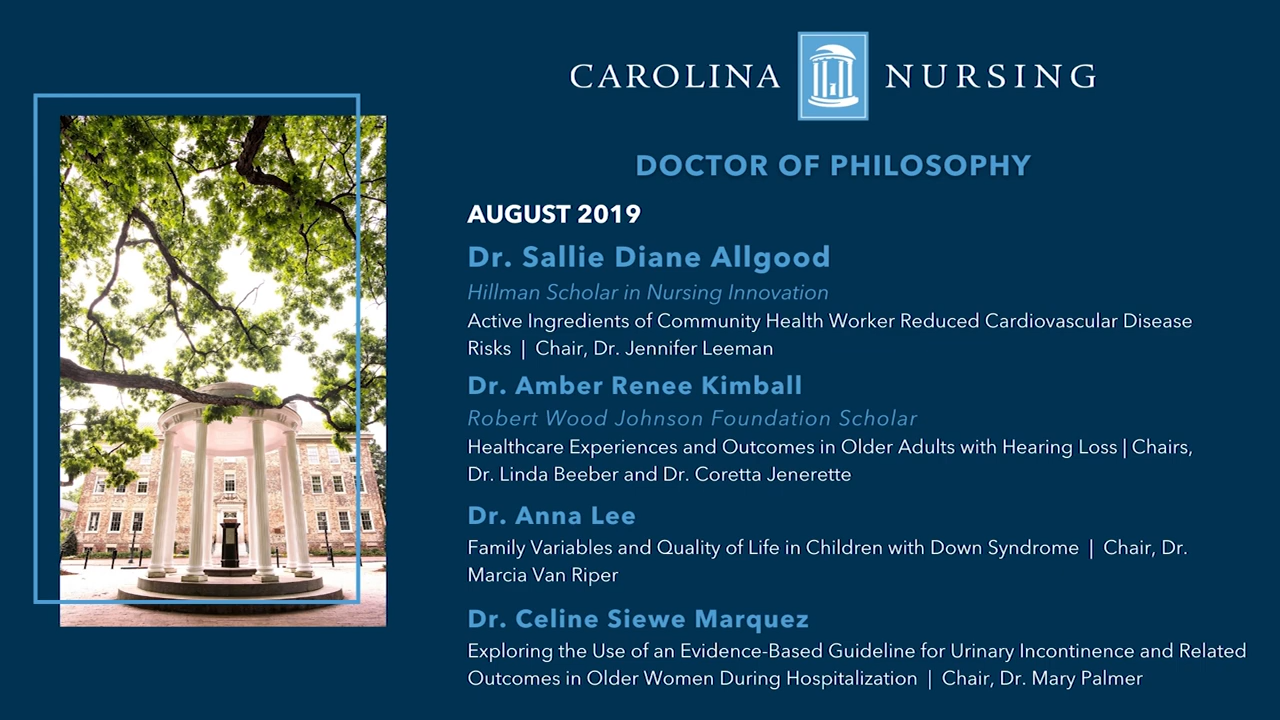 CAROLINA NURSING
DOCTOR OF PHILOSOPHY
AUGUST 2019
Dr. Sallie Diane Allgood
Hillman Scholar in Nursing Innovation
Active Ingredients of Community Health Worker Reduced Cardiovascular Disease
Risks | Chair, Dr. Jennifer Leeman
Dr. Amber Renee Kimball
Robert Wood Johnson Foundation Scholar
Healthcare Experiences and Outcomes in Older Adults with Hearing Loss | Chairs,
Dr. Linda Beeber and Dr. Coretta Jenerette
Dr. Anna Lee
Family Variables and Quality of Life in Children with Down Syndrome | Chair, Dr.
Marcia Van Riper
Dr. Celine Siewe Marquez
Exploring the Use of an Evidence-Based Guideline for Urinary Incontinence and Related
Outcomes in Older Women During Hospitalization | Chair, Dr. Mary Palmer